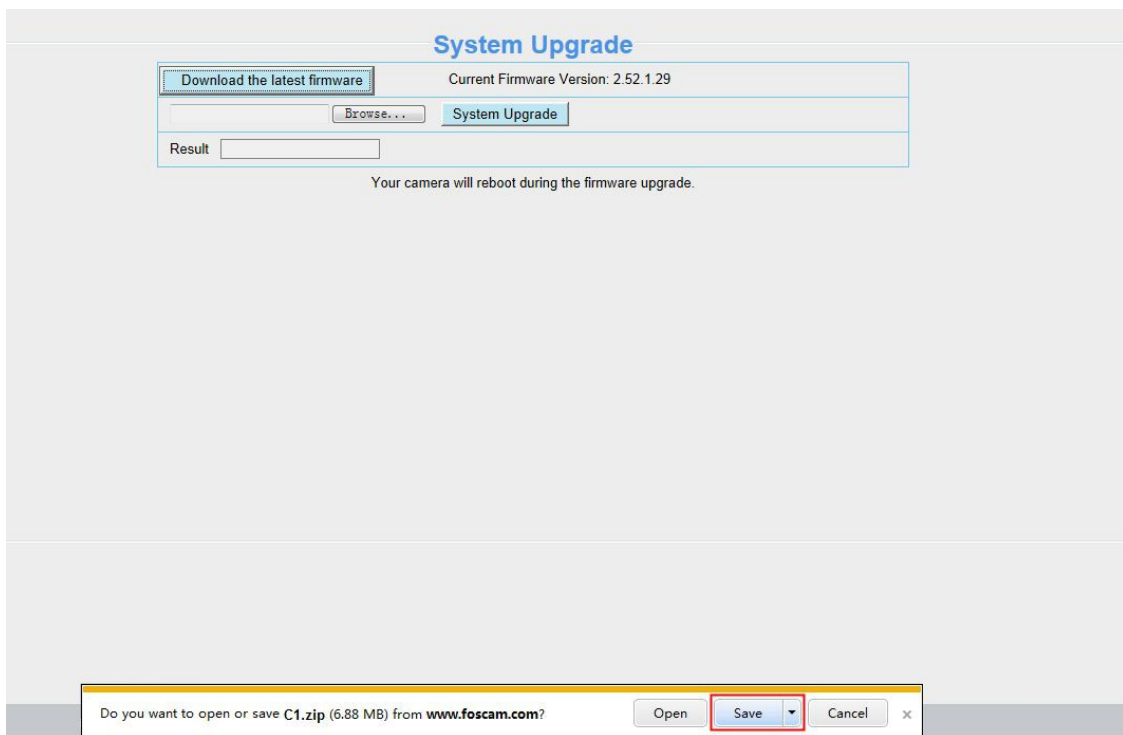 System Upgrade
Download the latest firmware Current Firmware Version: 2.52.1.29
Browse... System Upgrade
Result
Your camera will reboot during the firmware upgrade.
Do you want to open or save C1.zip (6.88 MB) from www.foscam.com? Open Save Cancel ×